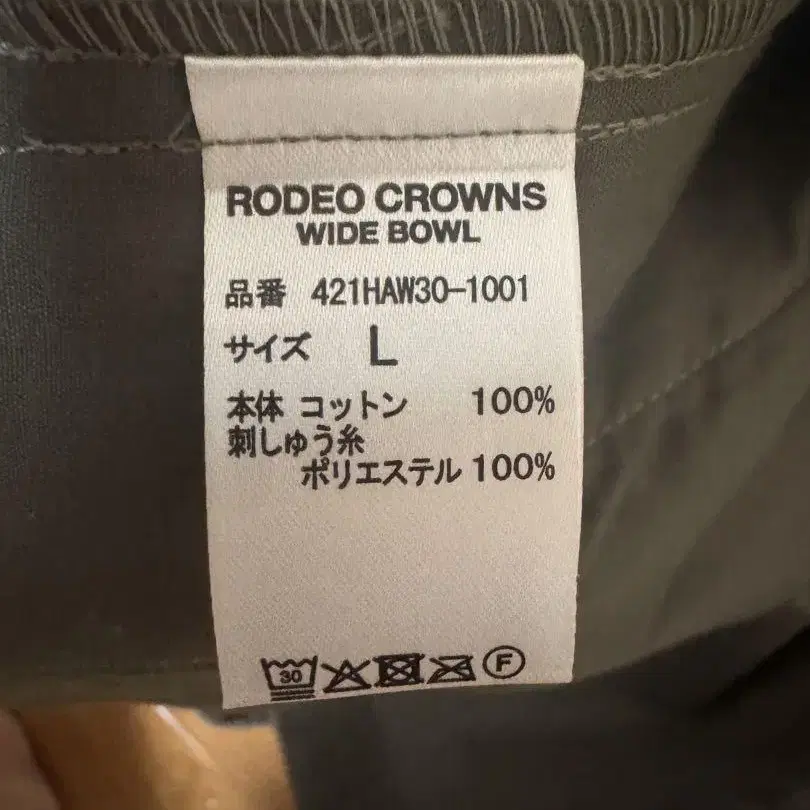 RODEO CROWNS
WIDE BOWL
品番 421HAW30-1001
サイズ L
本体 コットン 100%
刺しゅう糸
ポリエステル 100%
30
F